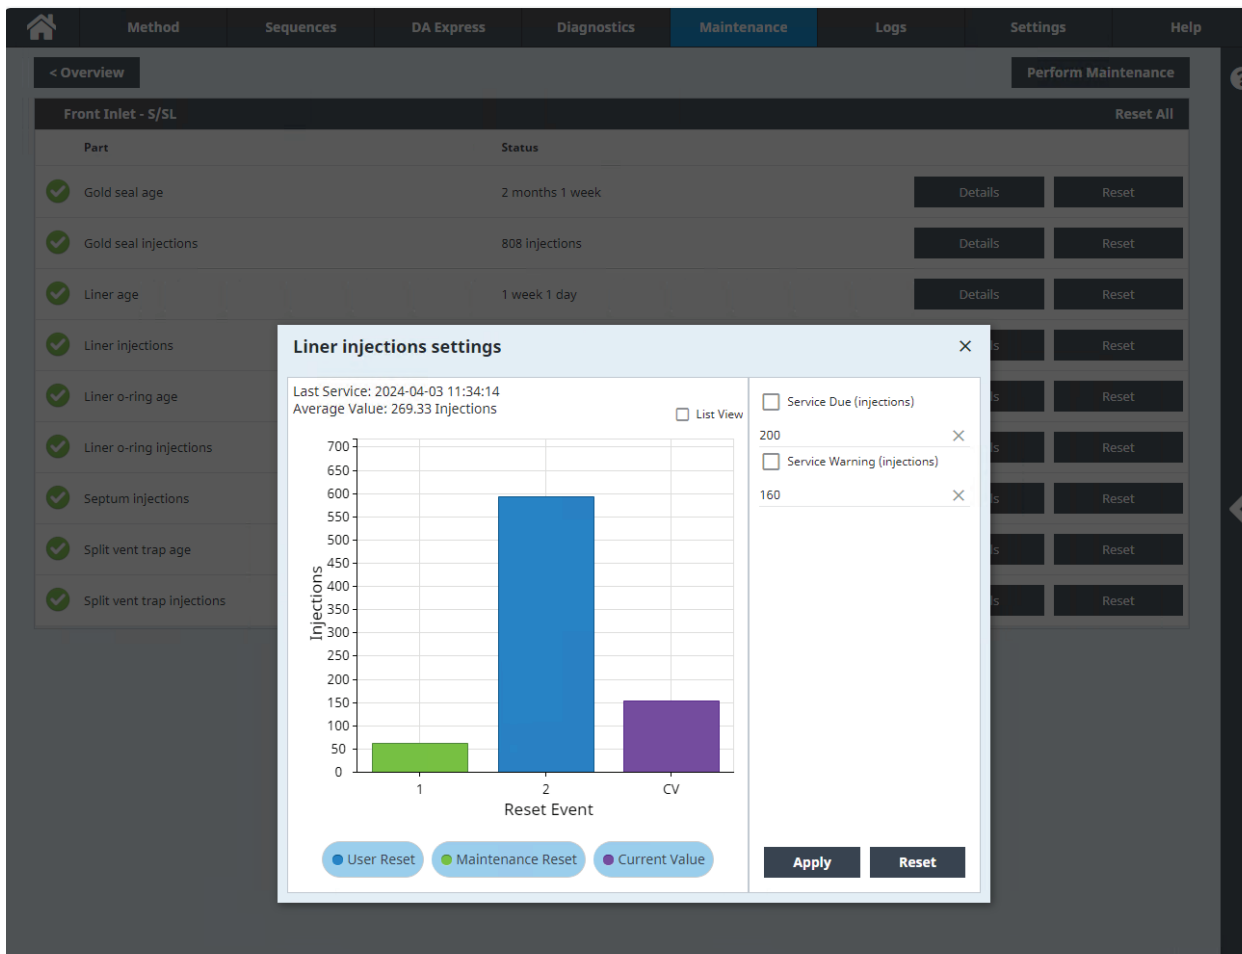 Method Sequences DA Express Diagnostics Maintenance Logs Settings Help
< Overview Perform Maintenance
Front Inlet - S/SL Reset All
Part Status
Gold seal age 2 months 1 week Details Reset
Gold seal injections 808 injections Details Reset
Liner age 1 week 1 day Details Reset
Liner injections Reset
Liner o-ring age Reset
Liner o-ring injections Reset
Septum injections Reset
Split vent trap age Reset
Split vent trap injections Reset
Liner injections settings
Last Service: 2024-04-03 11:34:14
Average Value: 269.33 Injections
List View
700
650
600
550
500
450
400
350
300
250
200
150
100
50
0
Injections
1 2 CV
Reset Event
User Reset Maintenance Reset Current Value
Service Due (injections)
200
Service Warning (injections)
160
Apply Reset